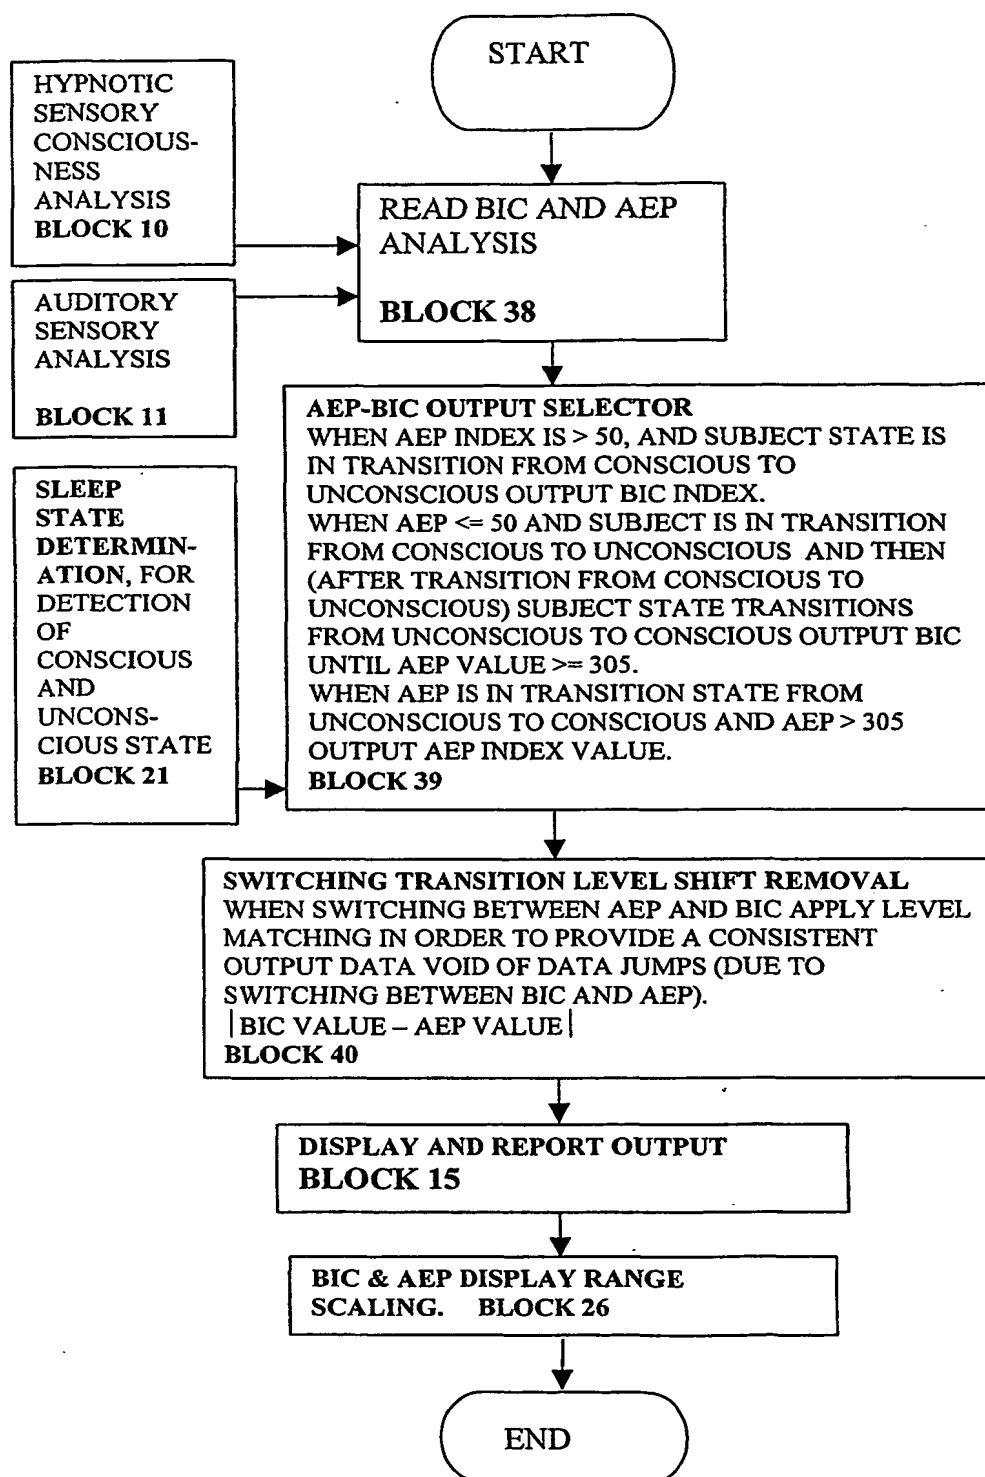 START
HYPNOTIC
SENSORY
CONSCIOUS-
NESS
ANALYSIS
BLOCK 10
READ BIC AND AEP
ANALYSIS
BLOCK 38
AUDITORY
SENSORY
ANALYSIS
BLOCK 11
AEP-BIC OUTPUT SELECTOR
WHEN AEP INDEX IS > 50, AND SUBJECT STATE IS
IN TRANSITION FROM CONSCIOUS TO
UNCONSCIOUS OUTPUT BIC INDEX.
WHEN AEP <= 50 AND SUBJECT IS IN TRANSITION
FROM CONSCIOUS TO UNCONSCIOUS AND THEN
(AFTER TRANSITION FROM CONSCIOUS TO
UNCONSCIOUS) SUBJECT STATE TRANSITIONS
FROM UNCONSCIOUS TO CONSCIOUS OUTPUT BIC
UNTIL AEP VALUE >= 305.
WHEN AEP IS IN TRANSITION STATE FROM
UNCONSCIOUS TO CONSCIOUS AND AEP > 305
OUTPUT AEP INDEX VALUE.
BLOCK 39
SLEEP
STATE
DETERMIN-
ATION, FOR
DETECTION
OF
CONSCIOUS
AND
UNCONS-
CIOUS STATE
BLOCK 21
SWITCHING TRANSITION LEVEL SHIFT REMOVAL
WHEN SWITCHING BETWEEN AEP AND BIC APPLY LEVEL
MATCHING IN ORDER TO PROVIDE A CONSISTENT
OUTPUT DATA VOID OF DATA JUMPS (DUE TO
SWITCHING BETWEEN BIC AND AEP).
|BIC VALUE – AEP VALUE|
BLOCK 40
DISPLAY AND REPORT OUTPUT
BLOCK 15
BIC & AEP DISPLAY RANGE
SCALING. BLOCK 26
END